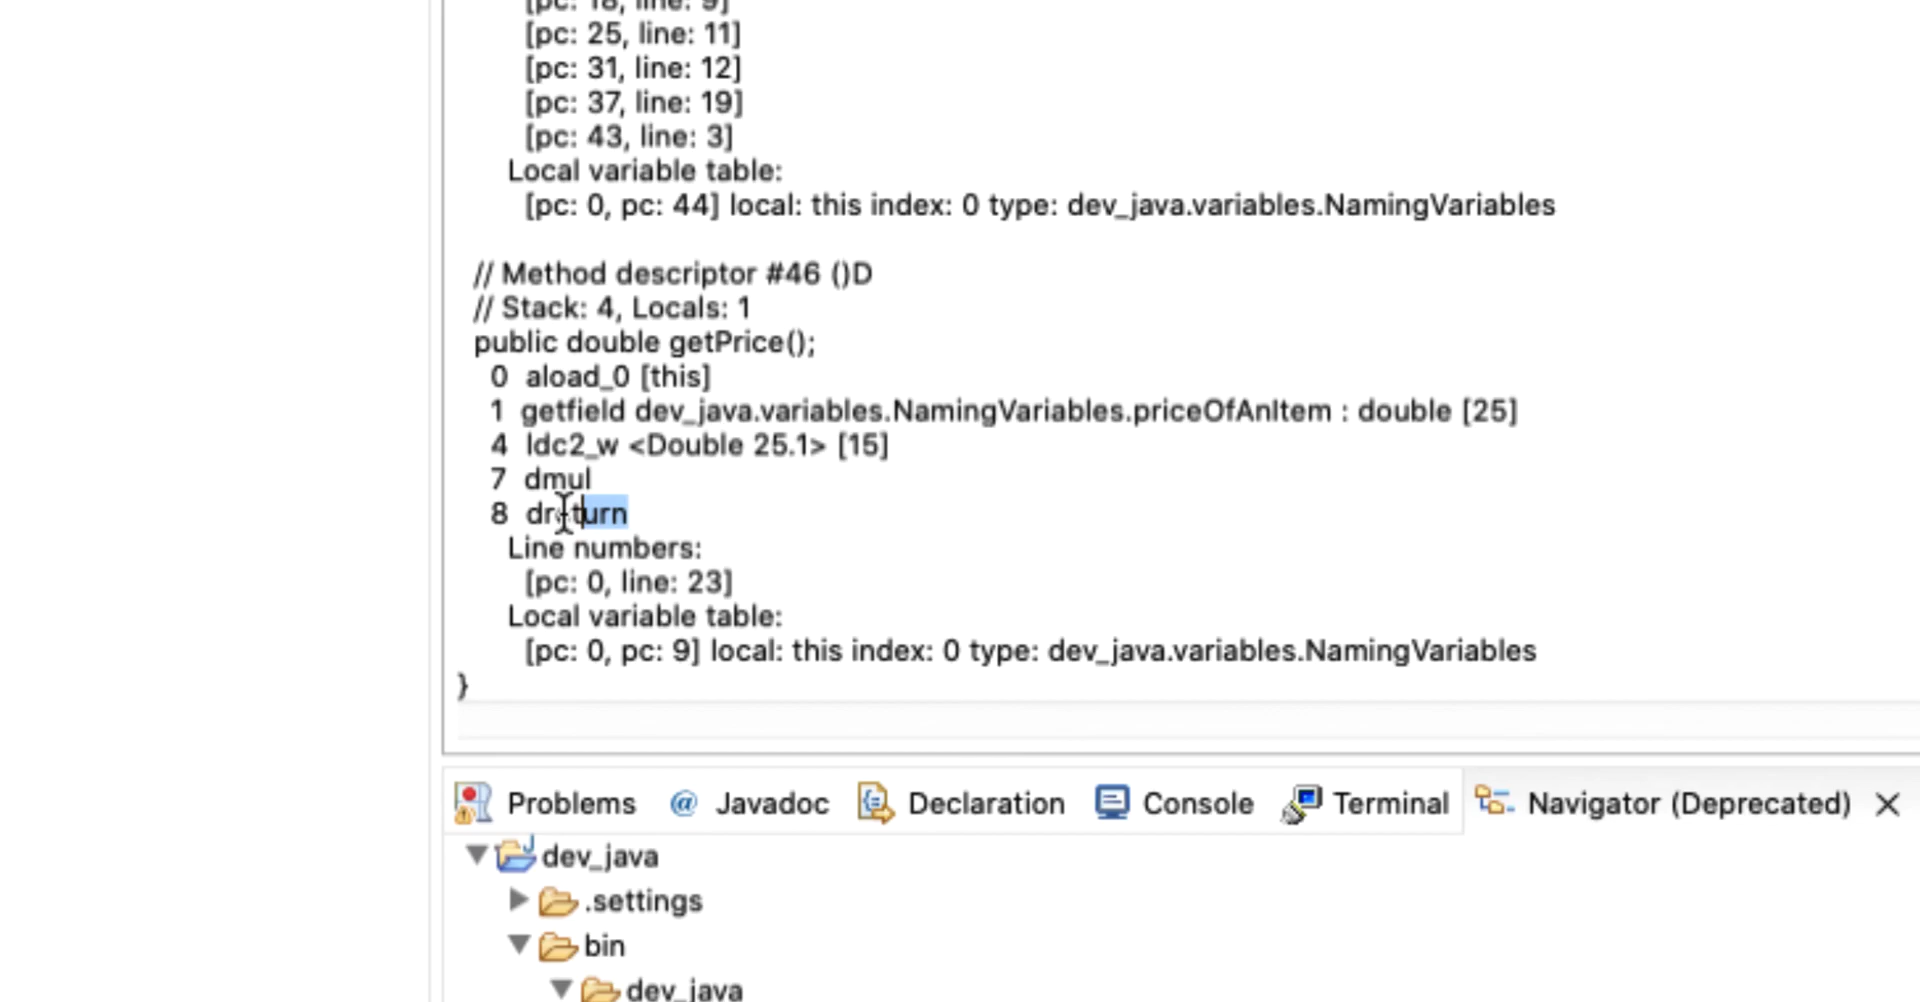 [pc: 18, line: 9]
[pc: 25, line: 11]
[pc: 31, line: 12]
[pc: 37, line: 19]
[pc: 43, line: 3]
Local variable table:
[pc: 0, pc: 44] local: this index: 0 type: dev_java.variables.NamingVariables
// Method descriptor #46 ()D
// Stack: 4, Locals: 1
public double getPrice();
0 aload_0 [this]
1 getfield dev_java.variables.NamingVariables.priceOfAnItem : double [25]
4 ldc2_w <Double 25.1> [15]
7 dmul
8 dreturn
Line numbers:
[pc: 0, line: 23]
Local variable table:
[pc: 0, pc: 9] local: this index: 0 type: dev_java.variables.NamingVariables
}
Problems @ Javadoc Declaration Console Terminal Navigator (Deprecated)
dev_java
.settings
bin
dev_java